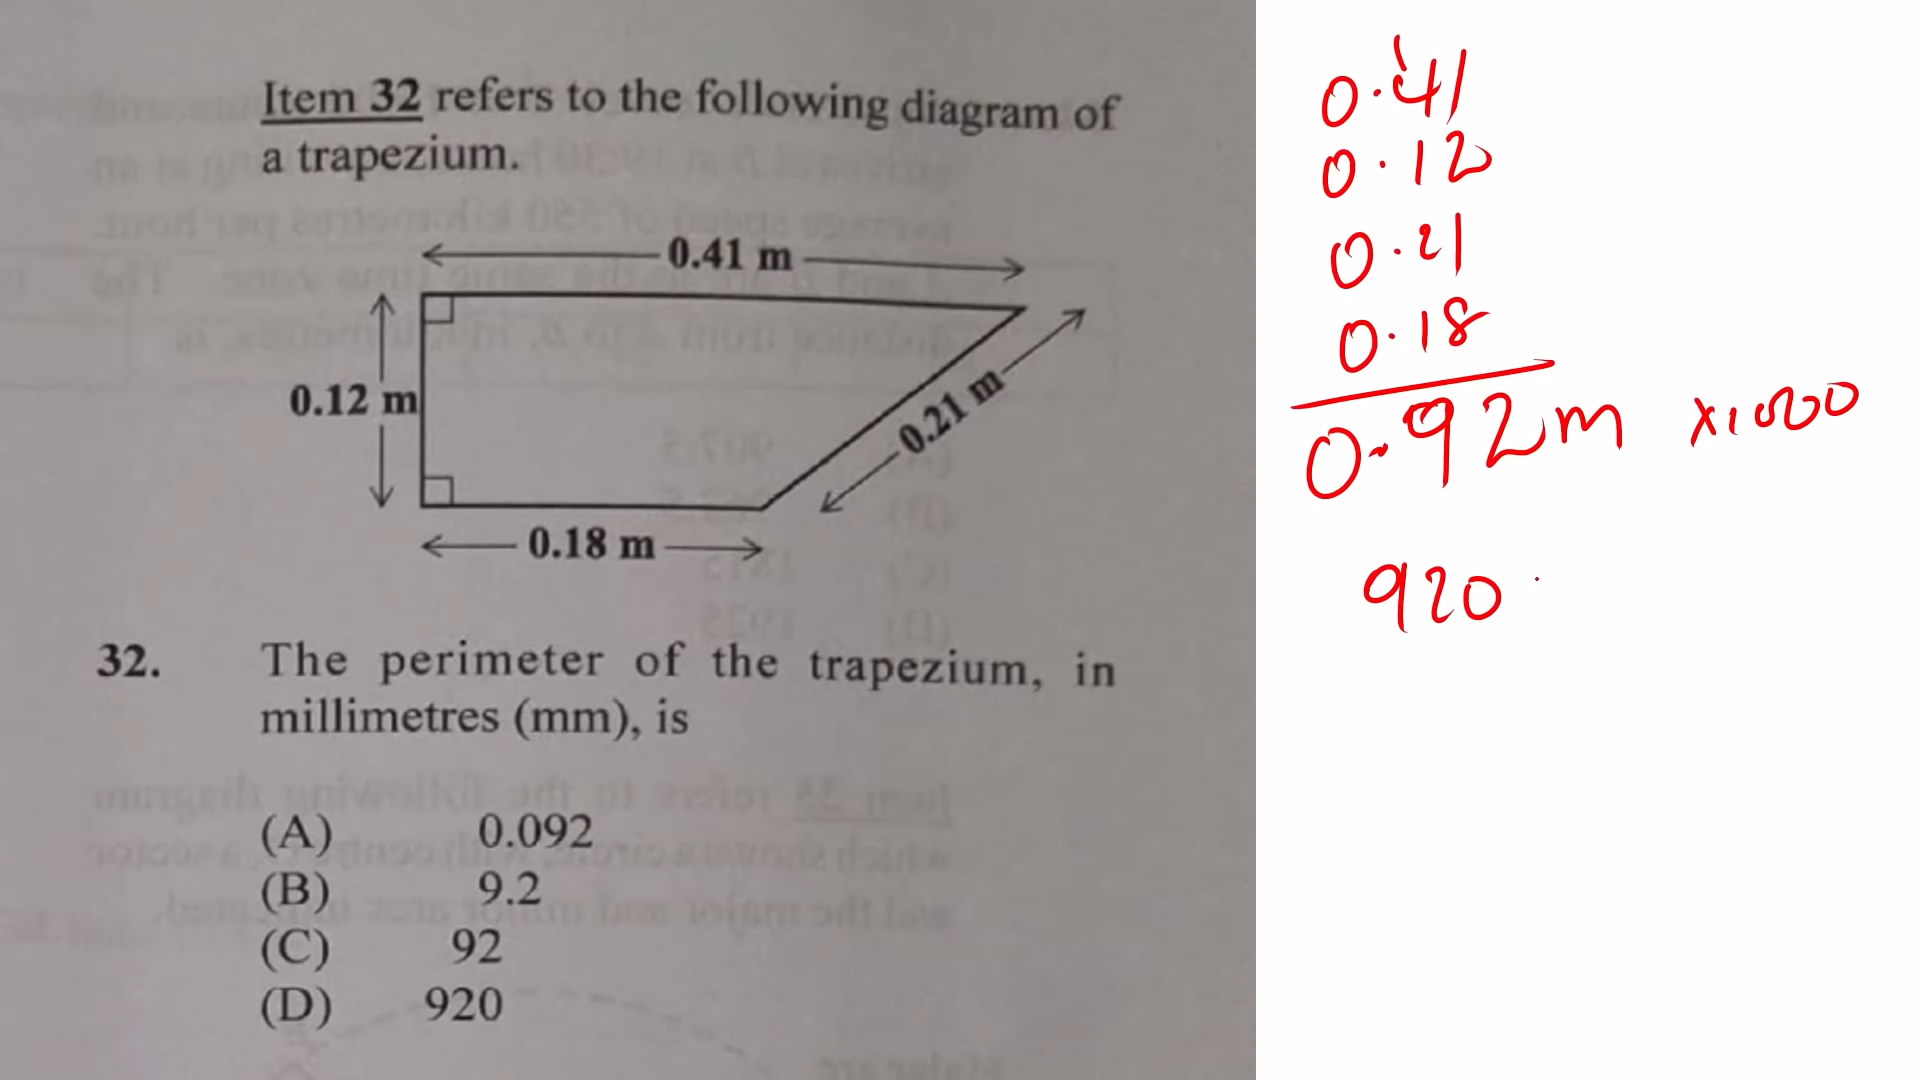 Item 32 refers to the following diagram of
a trapezium.
0.41 m
0.12 m
0.21 m
0.18 m
32. The perimeter of the trapezium, in
millimetres (mm), is
(A) 0.092
(B) 9.2
(C) 92
(D) 920
1
0.41
0.12
0.21
0.18
0.92m x1000
920